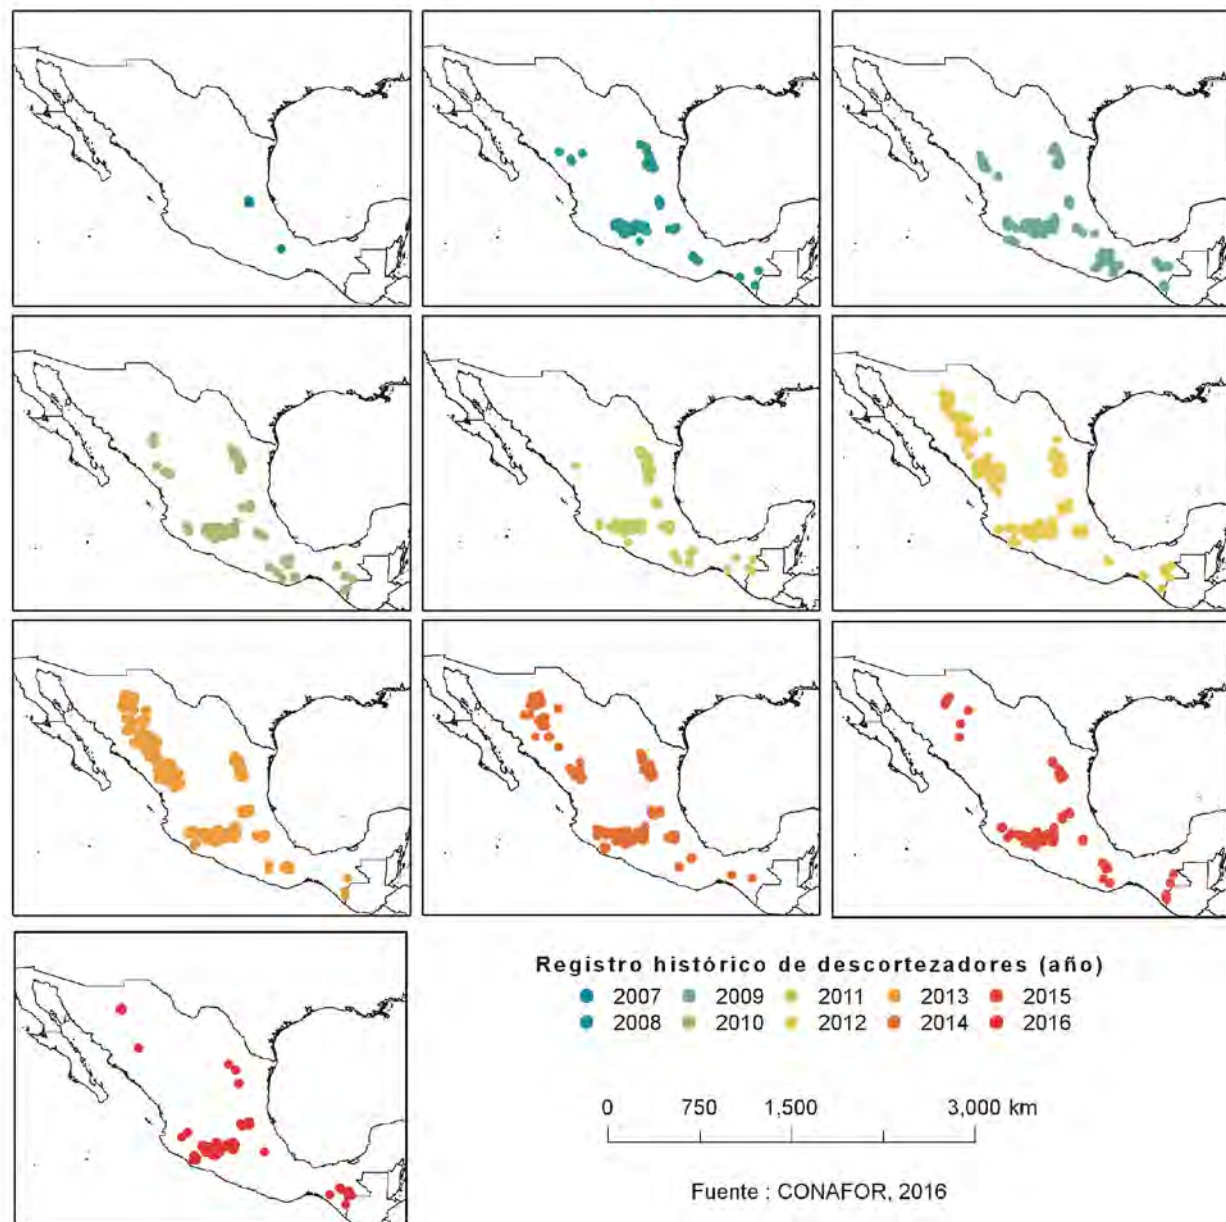 Registro histórico de descortezadores (año)
2007 2009 2011 2013 2015
2008 2010 2012 2014 2016
0 750 1,500 3,000 km
Fuente : CONAFOR, 2016